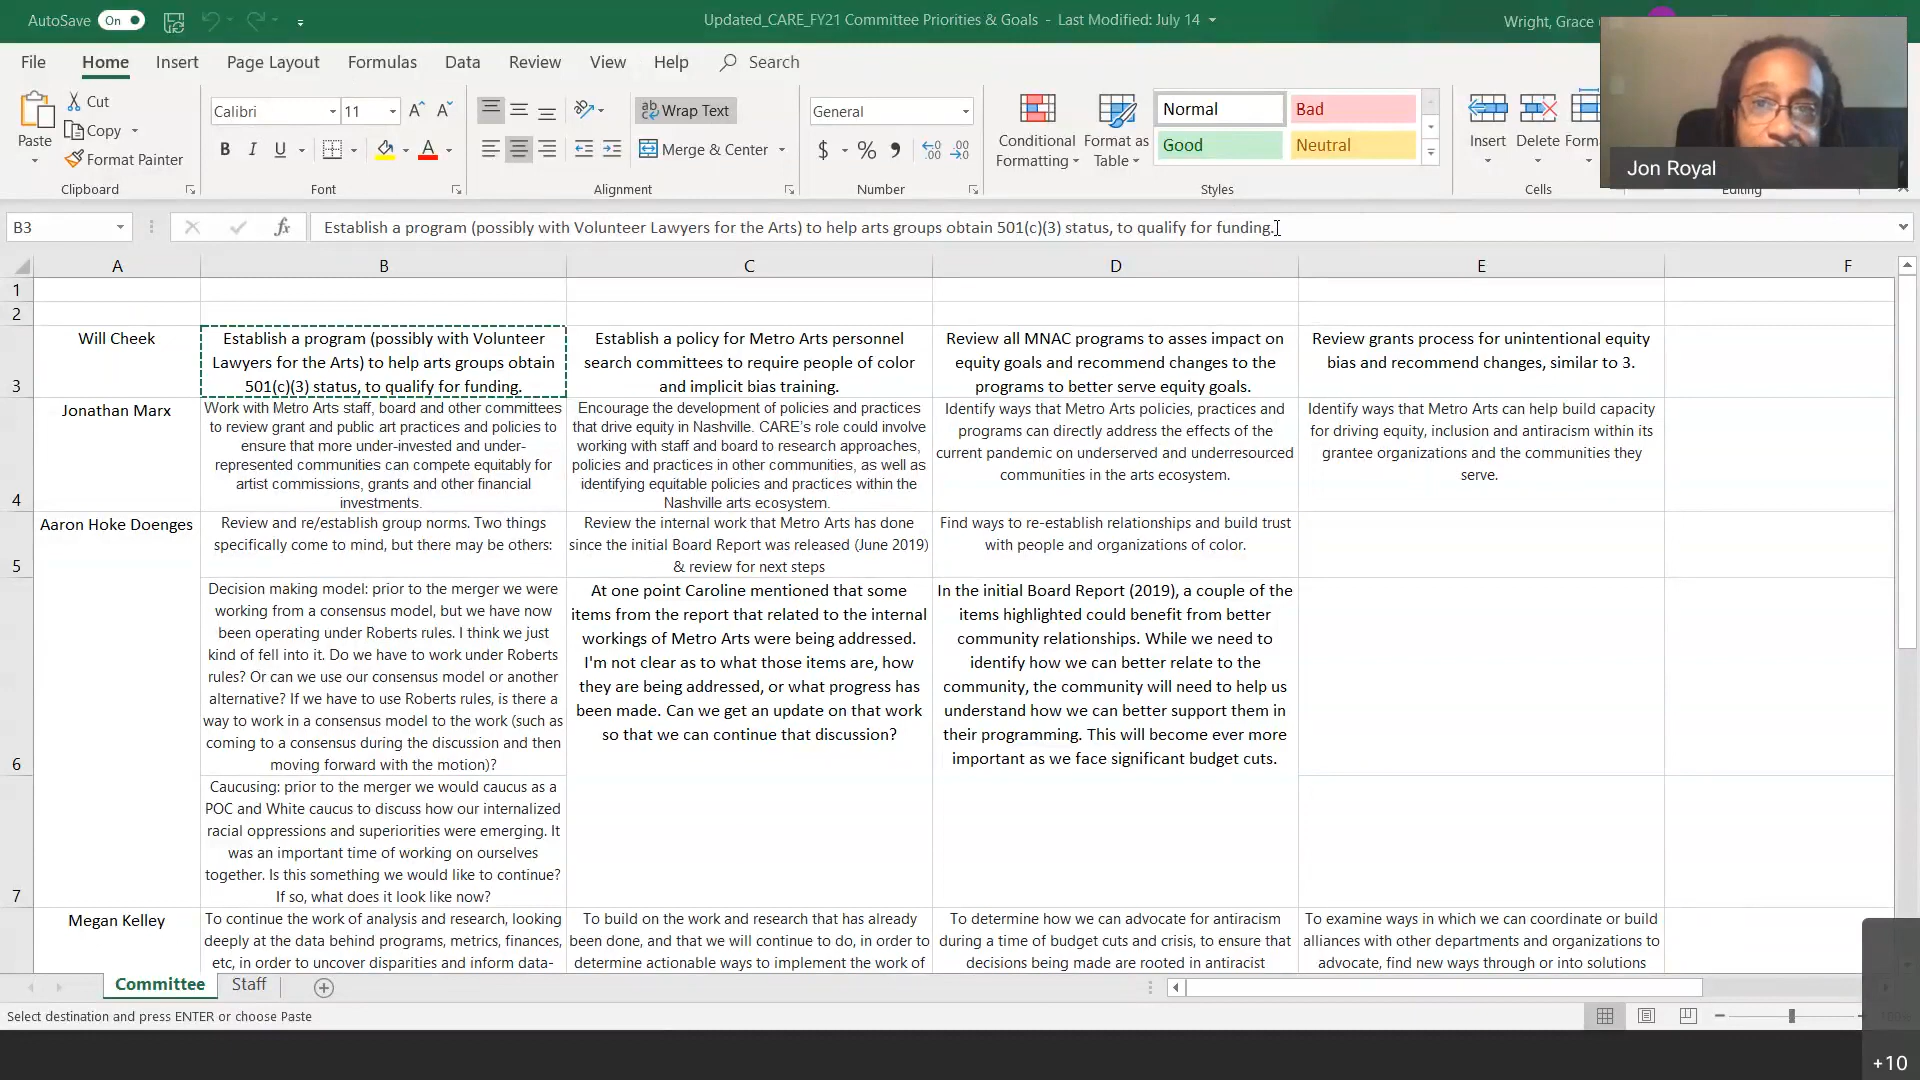 AutoSave On
Updated_CARE_FY21 Committee Priorities & Goals - Last Modified: July 14
Wright, Grace
File Home Insert Page Layout Formulas Data Review View Help Search
Paste
Cut
Copy
Format Painter
Clipboard
Calibri 11
B I U
Font
Wrap Text
Merge & Center
Alignment
General
$ % ,
Number
Conditional
Formatting
Format as
Table
Normal Bad
Good Neutral
Styles
Insert Delete Form
Cells
Editing
Jon Royal
B3 fx Establish a program (possibly with Volunteer Lawyers for the Arts) to help arts groups obtain 501(c)(3) status, to qualify for funding.
A B C D E F
1
2
3
Will Cheek
Establish a program (possibly with Volunteer
Lawyers for the Arts) to help arts groups obtain
501(c)(3) status, to qualify for funding.
Establish a policy for Metro Arts personnel
search committees to require people of color
and implicit bias training.
Review all MNAC programs to asses impact on
equity goals and recommend changes to the
programs to better serve equity goals.
Review grants process for unintentional equity
bias and recommend changes, similar to 3.
4
Jonathan Marx
Work with Metro Arts staff, board and other committees
to review grant and public art practices and policies to
ensure that more under-invested and under-
represented communities can compete equitably for
artist commissions, grants and other financial
investments.
Encourage the development of policies and practices
that drive equity in Nashville. CARE's role could involve
working with staff and board to research approaches,
policies and practices in other communities, as well as
identifying equitable policies and practices within the
Nashville arts ecosystem.
Identify ways that Metro Arts policies, practices and
programs can directly address the effects of the
current pandemic on underserved and underresourced
communities in the arts ecosystem.
Identify ways that Metro Arts can help build capacity
for driving equity, inclusion and antiracism within its
grantee organizations and the communities they
serve.
5
Aaron Hoke Doenges
Review and re/establish group norms. Two things
specifically come to mind, but there may be others:
Review the internal work that Metro Arts has done
since the initial Board Report was released (June 2019)
& review for next steps
Find ways to re-establish relationships and build trust
with people and organizations of color.
6
Decision making model: prior to the merger we were
working from a consensus model, but we have now
been operating under Roberts rules. I think we just
kind of fell into it. Do we have to work under Roberts
rules? Or can we use our consensus model or another
alternative? If we have to use Roberts rules, is there a
way to work in a consensus model to the work (such as
coming to a consensus during the discussion and then
moving forward with the motion)?
At one point Caroline mentioned that some
items from the report that related to the internal
workings of Metro Arts were being addressed.
I'm not clear as to what those items are, how
they are being addressed, or what progress has
been made. Can we get an update on that work
so that we can continue that discussion?
In the initial Board Report (2019), a couple of the
items highlighted could benefit from better
community relationships. While we need to
identify how we can better relate to the
community, the community will need to help us
understand how we can better support them in
their programming. This will become ever more
important as we face significant budget cuts.
7
Caucusing: prior to the merger we would caucus as a
POC and White caucus to discuss how our internalized
racial oppressions and superiorities were emerging. It
was an important time of working on ourselves
together. Is this something we would like to continue?
If so, what does it look like now?
Megan Kelley
To continue the work of analysis and research, looking
deeply at the data behind programs, metrics, finances,
etc, in order to uncover disparities and inform data-
To build on the work and research that has already
been done, and that we will continue to do, in order to
determine actionable ways to implement the work of
To determine how we can advocate for antiracism
during a time of budget cuts and crisis, to ensure that
decisions being made are rooted in antiracist
To examine ways in which we can coordinate or build
alliances with other departments and organizations to
advocate, find new ways through or into solutions
Committee Staff
Select destination and press ENTER or choose Paste
+10